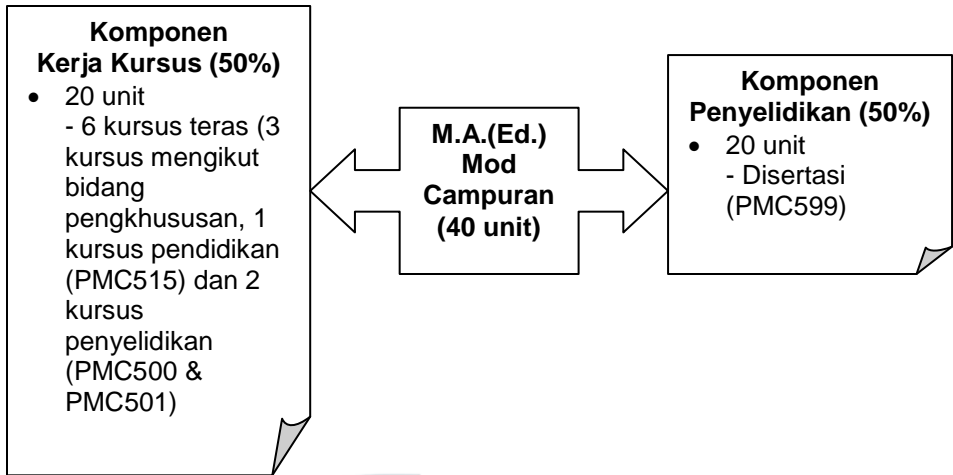 Komponen
Kerja Kursus (50%)
• 20 unit
- 6 kursus teras (3
kursus mengikut
bidang
pengkhususan, 1
kursus pendidikan
(PMC515) dan 2
kursus
penyelidikan
(PMC500 &
PMC501)
M.A.(Ed.)
Mod
Campuran
(40 unit)
Komponen
Penyelidikan (50%)
• 20 unit
- Disertasi
(PMC599)